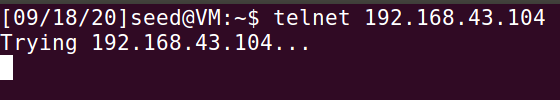 [09/18/20]seed@VM:~$ telnet 192.168.43.104
Trying 192.168.43.104...